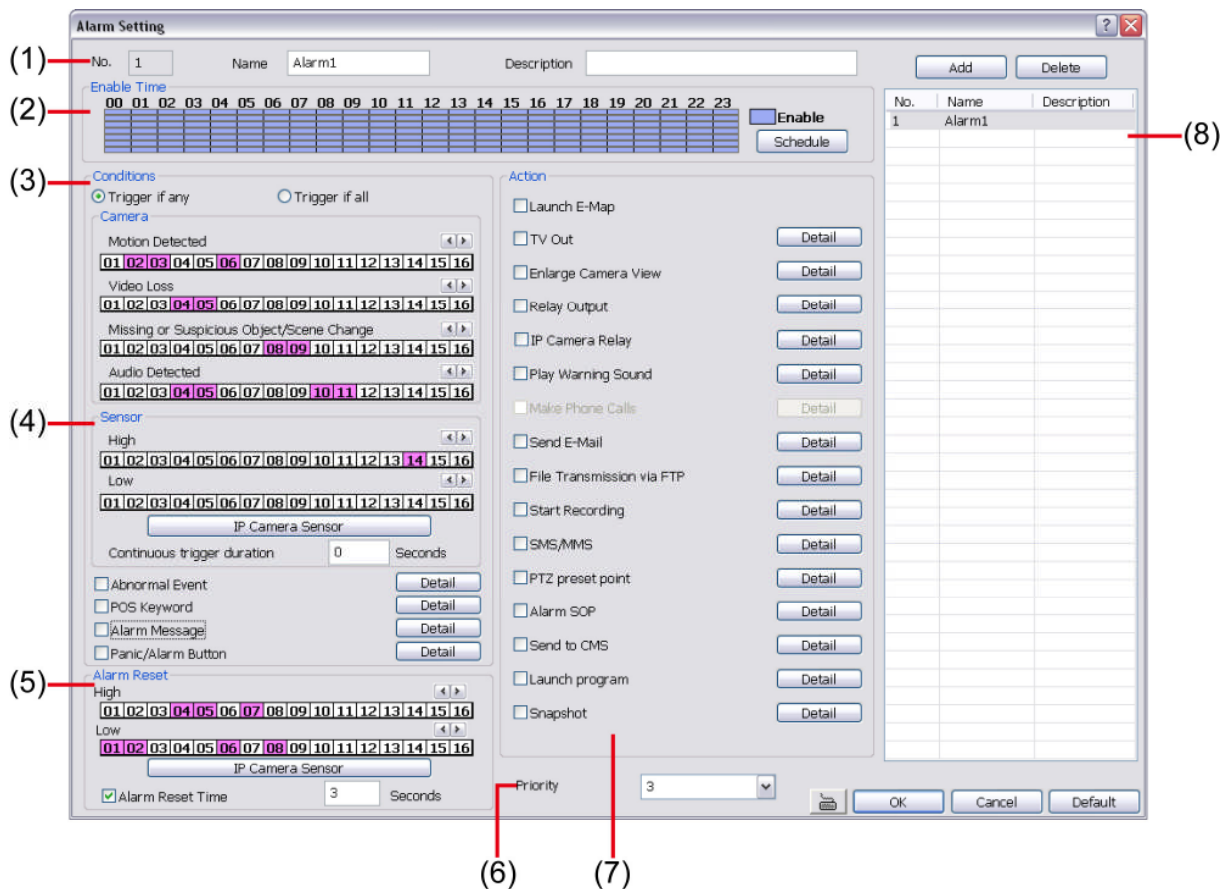 Alarm Setting
(1)
No. 1 Name Alarm1 Description
Add Delete
(2)
Enable Time
00 01 02 03 04 05 06 07 08 09 10 11 12 13 14 15 16 17 18 19 20 21 22 23
Enable
Schedule
No. Name Description
1 Alarm1
(8)
(3)
Conditions
Trigger if any Trigger if all
Camera
Motion Detected
01 02 03 04 05 06 07 08 09 10 11 12 13 14 15 16
Video Loss
01 02 03 04 05 06 07 08 09 10 11 12 13 14 15 16
Missing or Suspicious Object/Scene Change
01 02 03 04 05 06 07 08 09 10 11 12 13 14 15 16
Audio Detected
01 02 03 04 05 06 07 08 09 10 11 12 13 14 15 16
(4)
Sensor
High
01 02 03 04 05 06 07 08 09 10 11 12 13 14 15 16
Low
01 02 03 04 05 06 07 08 09 10 11 12 13 14 15 16
IP Camera Sensor
Continuous trigger duration 0 Seconds
Abnormal Event Detail
POS Keyword Detail
Alarm Message Detail
Panic/Alarm Button Detail
(5)
Alarm Reset
High
01 02 03 04 05 06 07 08 09 10 11 12 13 14 15 16
Low
01 02 03 04 05 06 07 08 09 10 11 12 13 14 15 16
IP Camera Sensor
Alarm Reset Time 3 Seconds
Action
Launch E-Map
TV Out Detail
Enlarge Camera View Detail
Relay Output Detail
IP Camera Relay Detail
Play Warning Sound Detail
Make Phone Calls Detail
Send E-Mail Detail
File Transmission via FTP Detail
Start Recording Detail
SMS/MMS Detail
PTZ preset point Detail
Alarm SOP Detail
Send to CMS Detail
Launch program Detail
Snapshot Detail
Priority 3
OK Cancel Default
(6) (7)